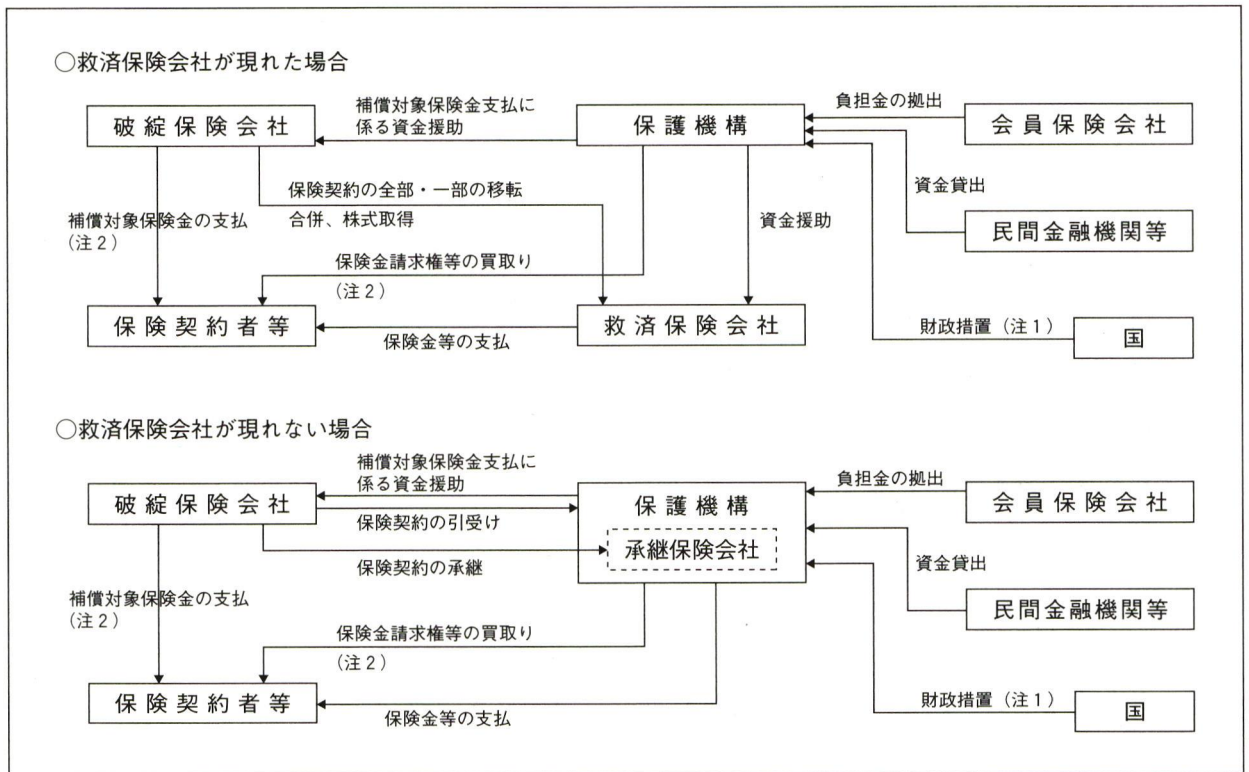 ○救済保険会社が現れた場合
破綻保険会社
補償対象保険金支払に
係る資金援助
保護機構
負担金の拠出
会員保険会社
保険契約の全部・一部の移転
合併、株式取得
補償対象保険金の支払
(注2)
資金援助
資金貸出
民間金融機関等
保険金請求権等の買取り
(注2)
保険契約者等
保険金等の支払
救済保険会社
財政措置(注1)
国
○救済保険会社が現れない場合
破綻保険会社
補償対象保険金支払に
係る資金援助
保険契約の引受け
保険契約の承継
保護機構
承継保険会社
負担金の拠出
会員保険会社
資金貸出
民間金融機関等
補償対象保険金の支払
(注2)
保険金請求権等の買取り
(注2)
保険契約者等
保険金等の支払
財政措置(注1)
国